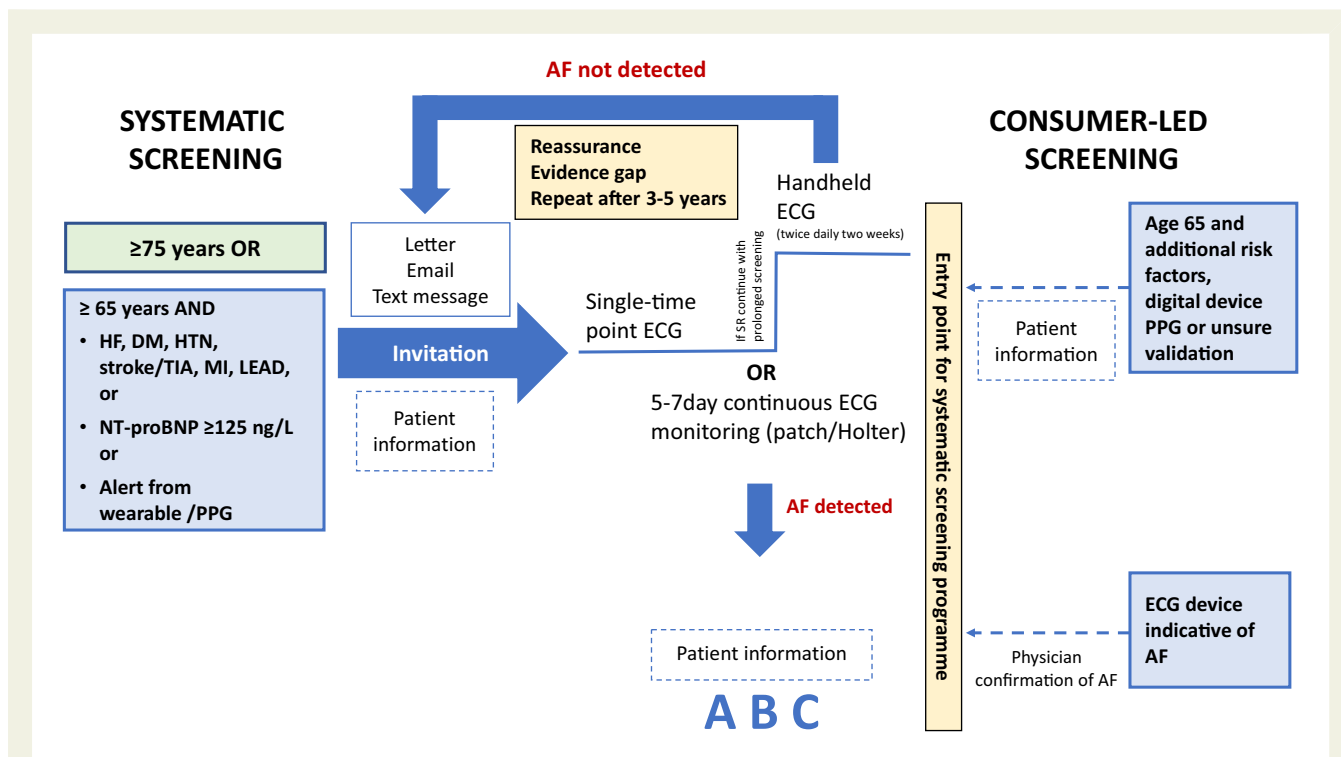 AF not detected
SYSTEMATIC
SCREENING
CONSUMER-LED
SCREENING
Reassurance
Evidence gap
Repeat after 3-5 years
Handheld
ECG
(twice daily two weeks)
≥75 years OR
Letter
Email
Text message
≥ 65 years AND
• HF, DM, HTN,
stroke/TIA, MI, LEAD,
or
• NT-proBNP ≥125 ng/L
or
• Alert from
wearable /PPG
Invitation
Patient
information
Single-time
point ECG
If SR continue with
prolonged screening
OR
5-7day continuous ECG
monitoring (patch/Holter)
AF detected
Patient information
A B C
Entry point for systematic screening programme
Age 65 and
additional risk
factors,
digital device
PPG or unsure
validation
Patient
information
ECG device
indicative of
AF
Physician
confirmation of AF